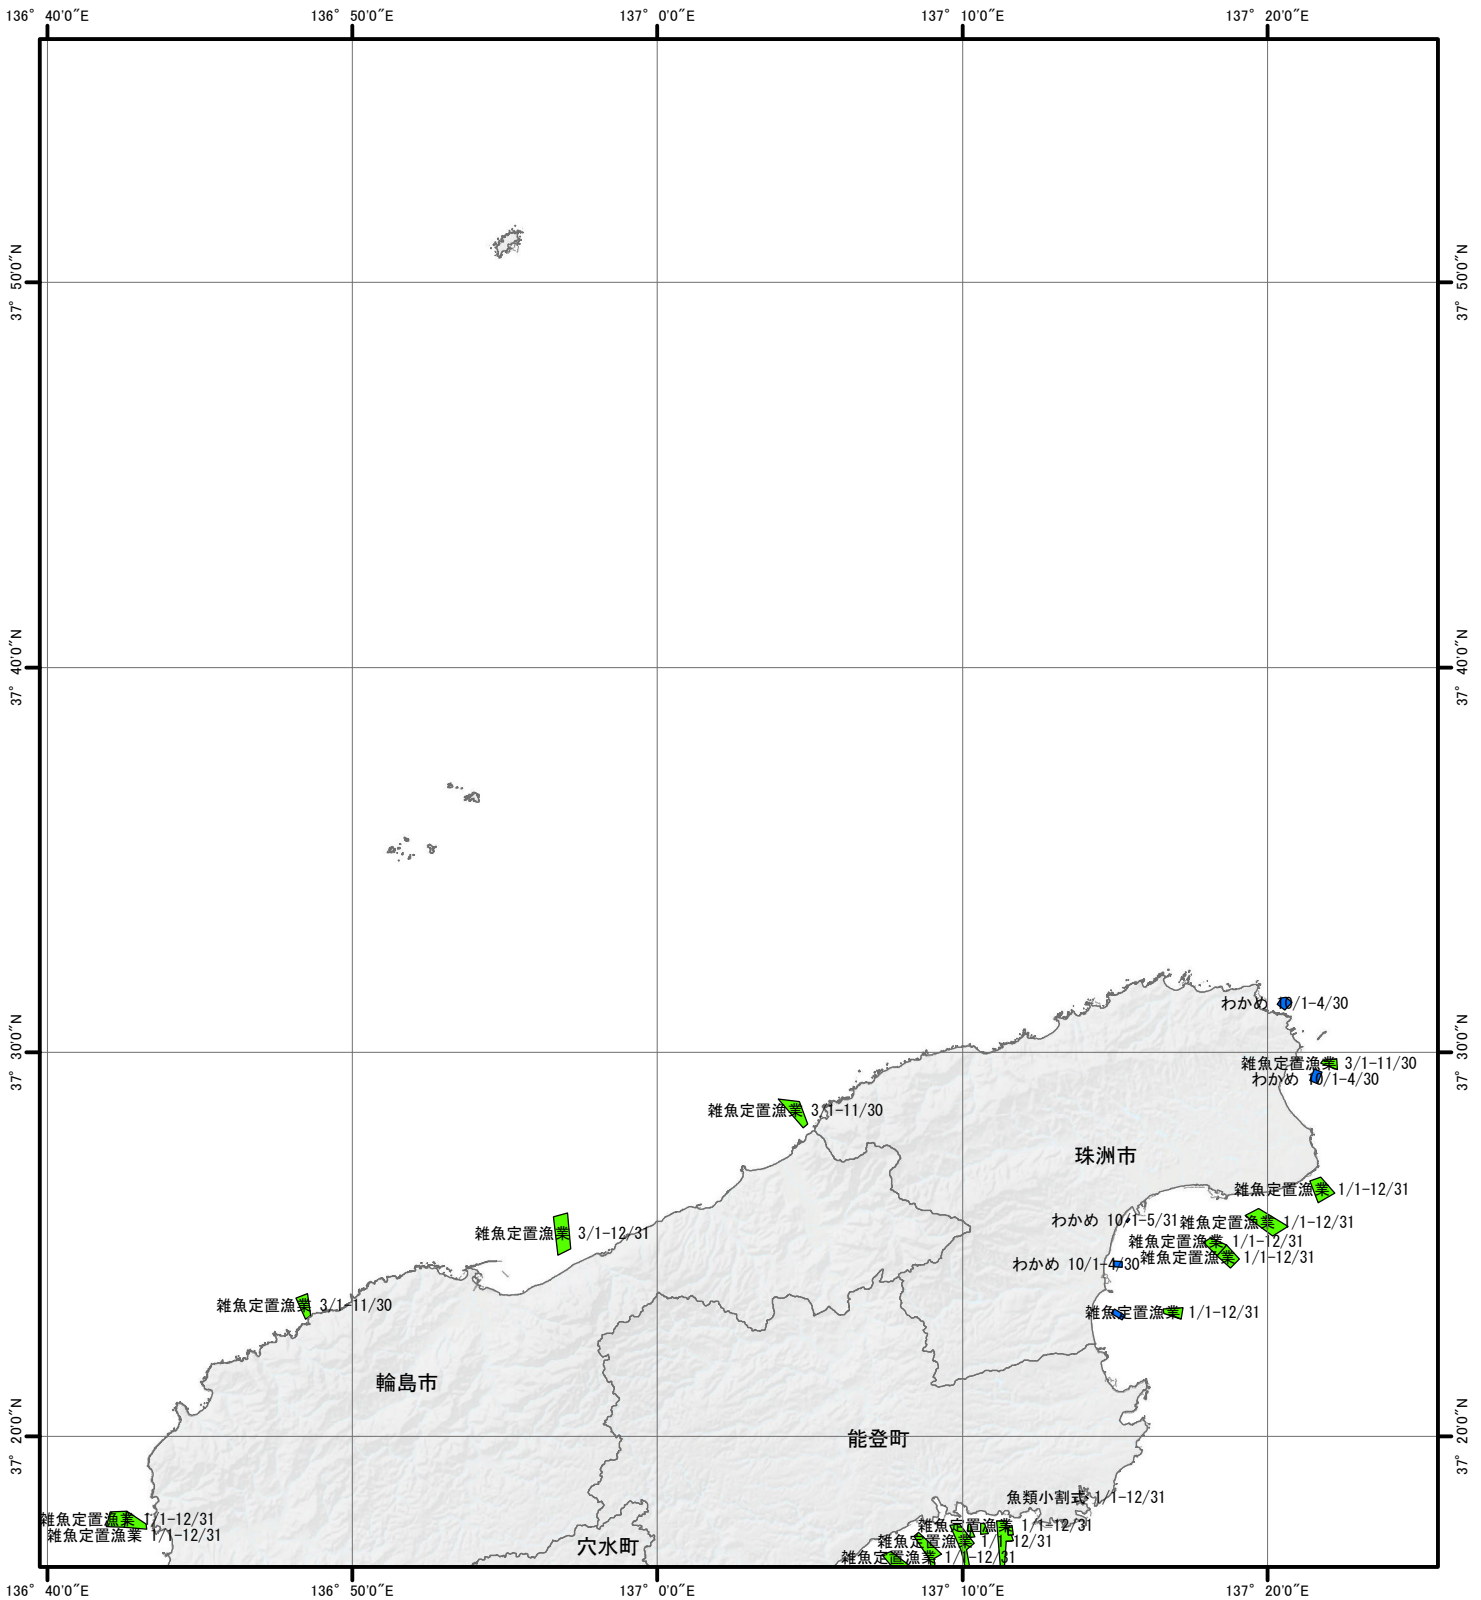 136° 40'0"E
136° 50'0"E
137° 0'0"E
137° 10'0"E
137° 20'0"E
37° 50'0"N
37° 50'0"N
37° 40'0"N
37° 40'0"N
わかめ 10/1-4/30
37° 30'0"N
37° 30'0"N
雑魚定置漁業 3/1-11/30
わかめ 10/1-4/30
雑魚定置漁業 3/1-11/30
珠洲市
雑魚定置漁業 1/1-12/31
わかめ 10/1-5/31
雑魚定置漁業 1/1-12/31
雑魚定置漁業 3/1-12/31
雑魚定置漁業 1/1-12/31
雑魚定置漁業 1/1-12/31
わかめ 10/1-4/30
雑魚定置漁業 3/1-11/30
雑魚定置漁業 1/1-12/31
輪島市
能登町
37° 20'0"N
37° 20'0"N
魚類小割式 1/1-12/31
雑魚定置漁業 1/1-12/31
雑魚定置漁業 1/1-12/31
雑魚定置漁業 1/1-12/31
雑魚定置漁業 1/1-12/31
穴水町
雑魚定置漁業 1/1-12/31
136° 40'0"E
136° 50'0"E
137° 0'0"E
137° 10'0"E
137° 20'0"E